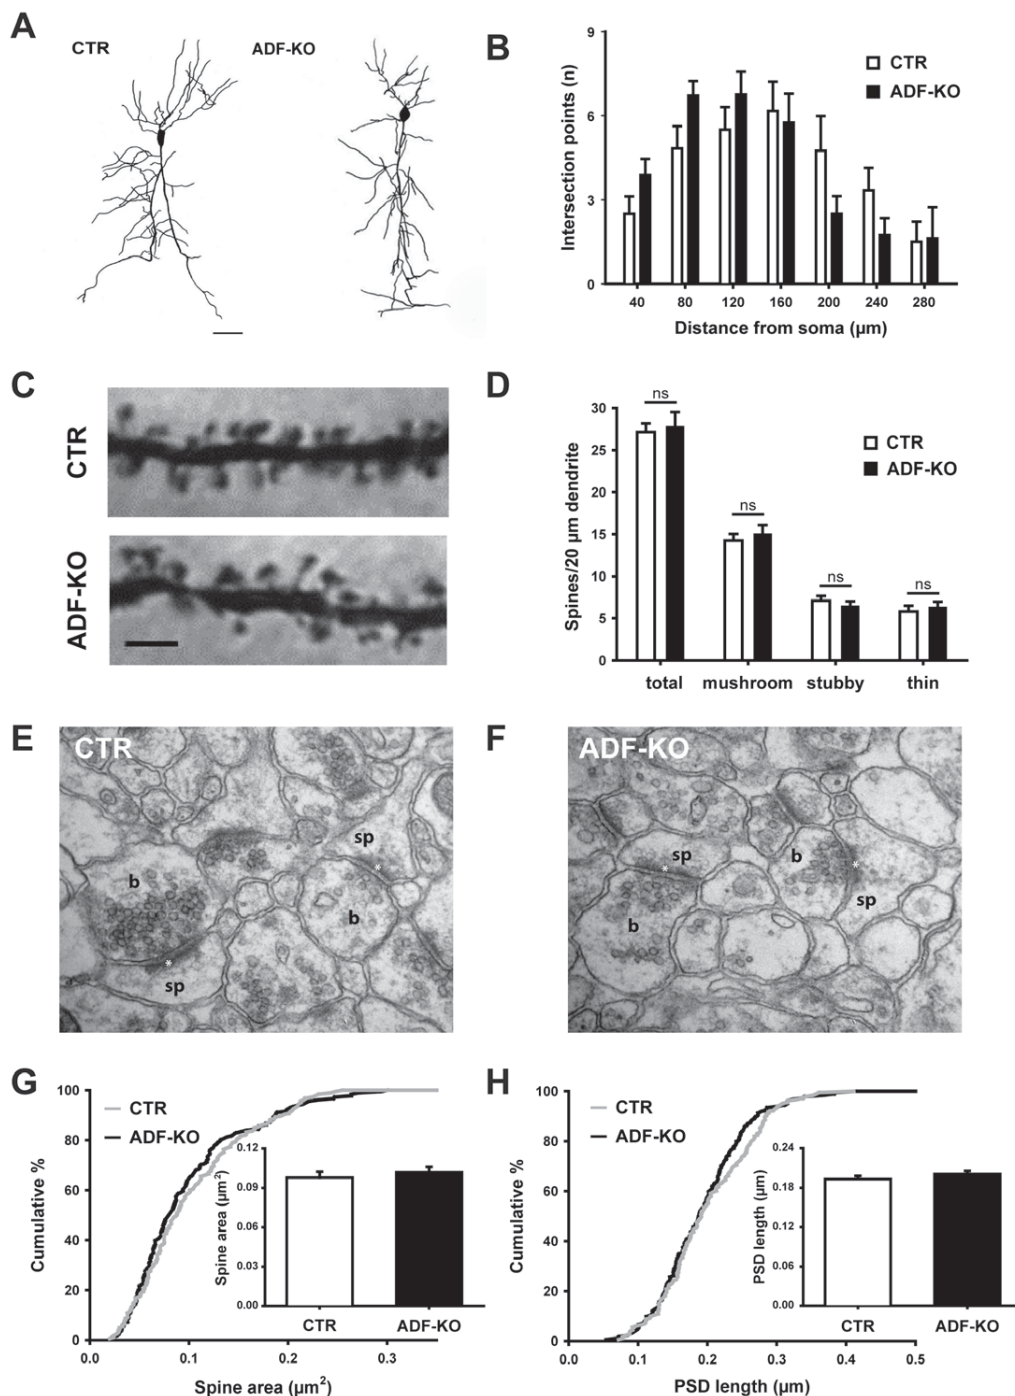 A
CTR
ADF-KO
B
Intersection points (n)
9
6
3
0
CTR
ADF-KO
40 80 120 160 200 240 280
Distance from soma (µm)
C
CTR
ADF-KO
D
Spines/20 µm dendrite
30
25
20
15
10
5
0
ns
ns
ns
ns
CTR
ADF-KO
total mushroom stubby thin
E
CTR
sp
*
b
b
*
sp
F
ADF-KO
sp
*
b
*
sp
b
G
Cumulative %
100
80
60
40
20
0
CTR
ADF-KO
Spine area (µm²)
0.12
0.09
0.06
0.03
0.00
CTR ADF-KO
0.0 0.1 0.2 0.3
Spine area (µm²)
H
Cumulative %
100
80
60
40
20
0
CTR
ADF-KO
PSD length (µm)
0.24
0.18
0.12
0.06
0.00
CTR ADF-KO
0.0 0.1 0.2 0.3 0.4 0.5
PSD length (µm)